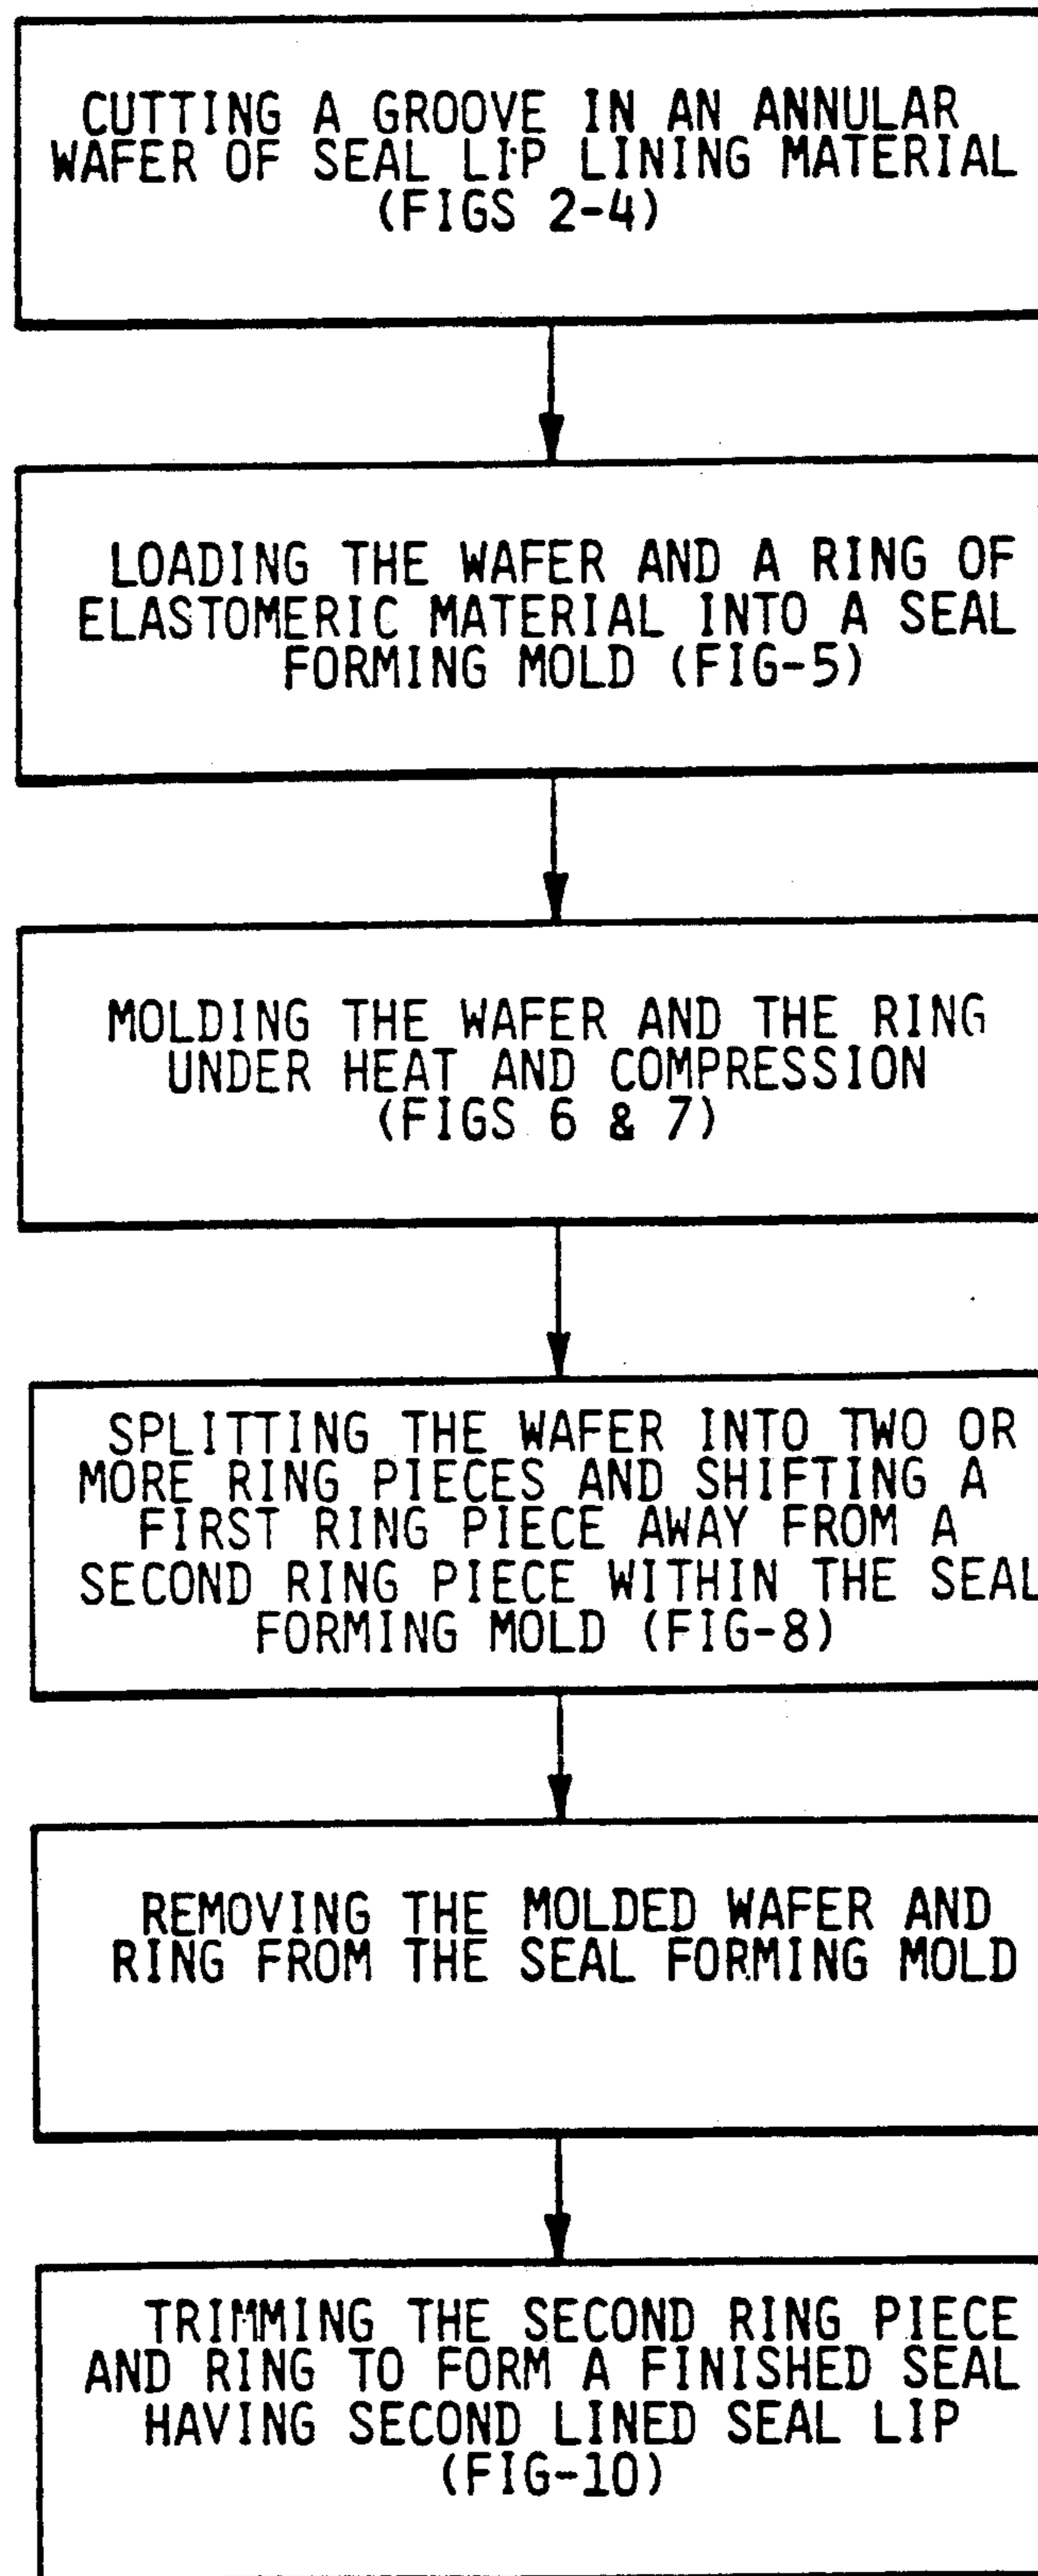 CUTTING A GROOVE IN AN ANNULAR
WAFER OF SEAL LIP LINING MATERIAL
(FIGS 2-4)
LOADING THE WAFER AND A RING OF
ELASTOMERIC MATERIAL INTO A SEAL
FORMING MOLD (FIG-5)
MOLDING THE WAFER AND THE RING
UNDER HEAT AND COMPRESSION
(FIGS 6 & 7)
SPLITTING THE WAFER INTO TWO OR
MORE RING PIECES AND SHIFTING A
FIRST RING PIECE AWAY FROM A
SECOND RING PIECE WITHIN THE SEAL
FORMING MOLD (FIG-8)
REMOVING THE MOLDED WAFER AND
RING FROM THE SEAL FORMING MOLD
TRIMMING THE SECOND RING PIECE
AND RING TO FORM A FINISHED SEAL
HAVING SECOND LINED SEAL LIP
(FIG-10)